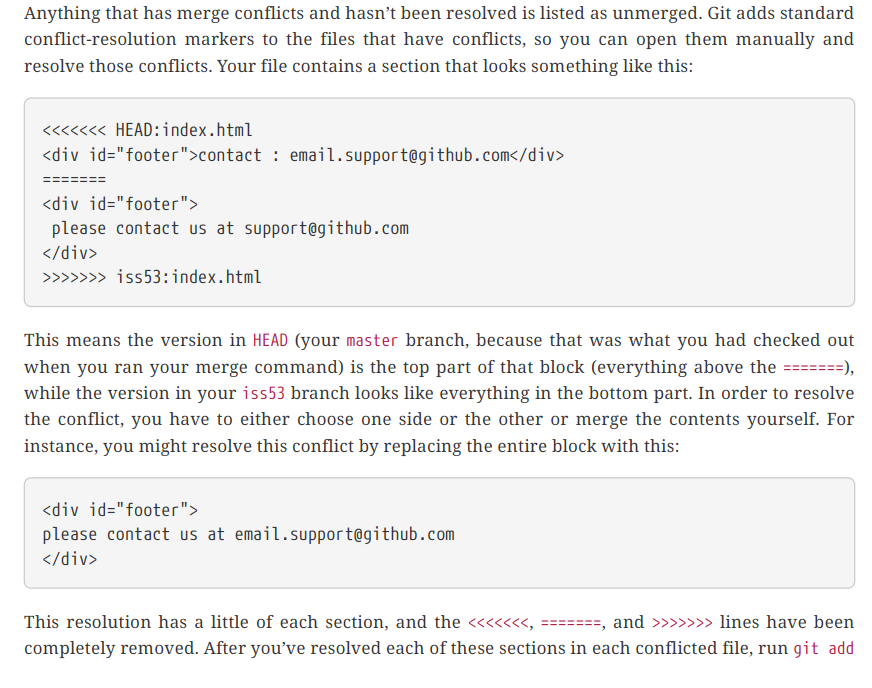 Anything that has merge conflicts and hasn’t been resolved is listed as unmerged. Git adds standard
conflict-resolution markers to the files that have conflicts, so you can open them manually and
resolve those conflicts. Your file contains a section that looks something like this:
<<<<<<< HEAD:index.html
<div id="footer">contact : email.support@github.com</div>
=======
<div id="footer">
 please contact us at support@github.com
</div>
>>>>>>> iss53:index.html
This means the version in HEAD (your master branch, because that was what you had checked out
when you ran your merge command) is the top part of that block (everything above the =======),
while the version in your iss53 branch looks like everything in the bottom part. In order to resolve
the conflict, you have to either choose one side or the other or merge the contents yourself. For
instance, you might resolve this conflict by replacing the entire block with this:
<div id="footer">
please contact us at email.support@github.com
</div>
This resolution has a little of each section, and the <<<<<<<, =======, and >>>>>>> lines have been
completely removed. After you’ve resolved each of these sections in each conflicted file, run git add